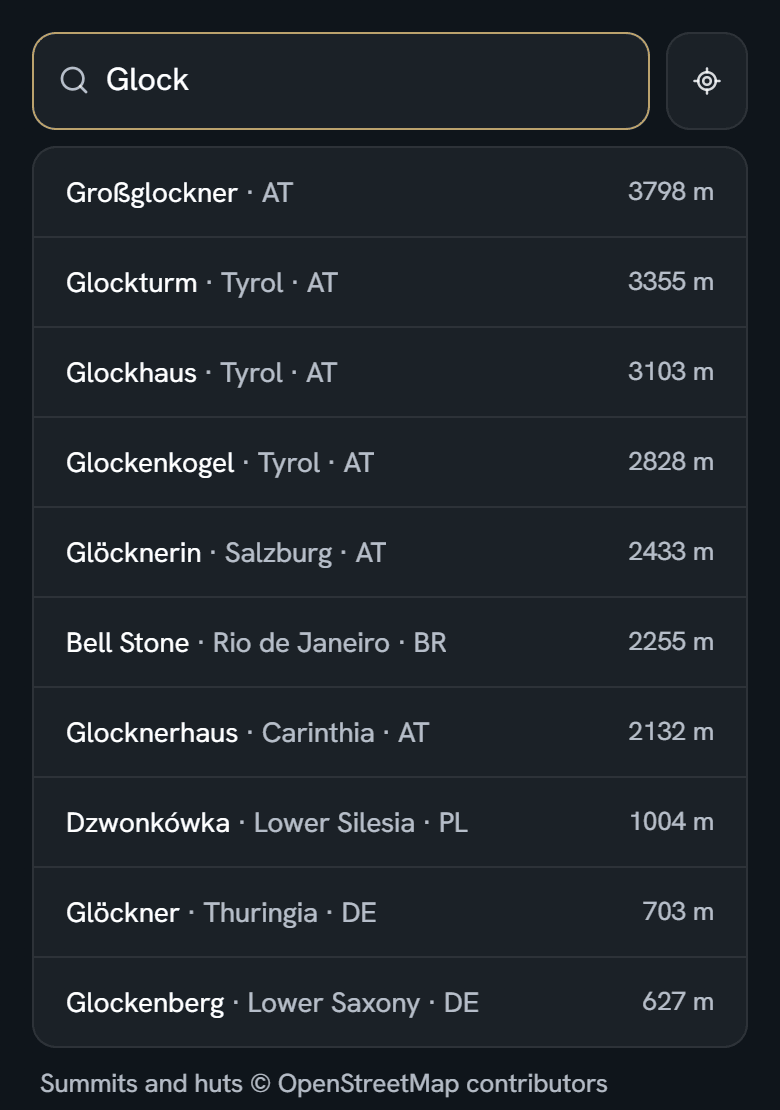 Glock
Großglockner · AT 3798 m
Glockturm · Tyrol · AT 3355 m
Glockhaus · Tyrol · AT 3103 m
Glockenkogel · Tyrol · AT 2828 m
Glöcknerin · Salzburg · AT 2433 m
Bell Stone · Rio de Janeiro · BR 2255 m
Glocknerhaus · Carinthia · AT 2132 m
Dzwonkówka · Lower Silesia · PL 1004 m
Glöckner · Thuringia · DE 703 m
Glockenberg · Lower Saxony · DE 627 m
Summits and huts © OpenStreetMap contributors